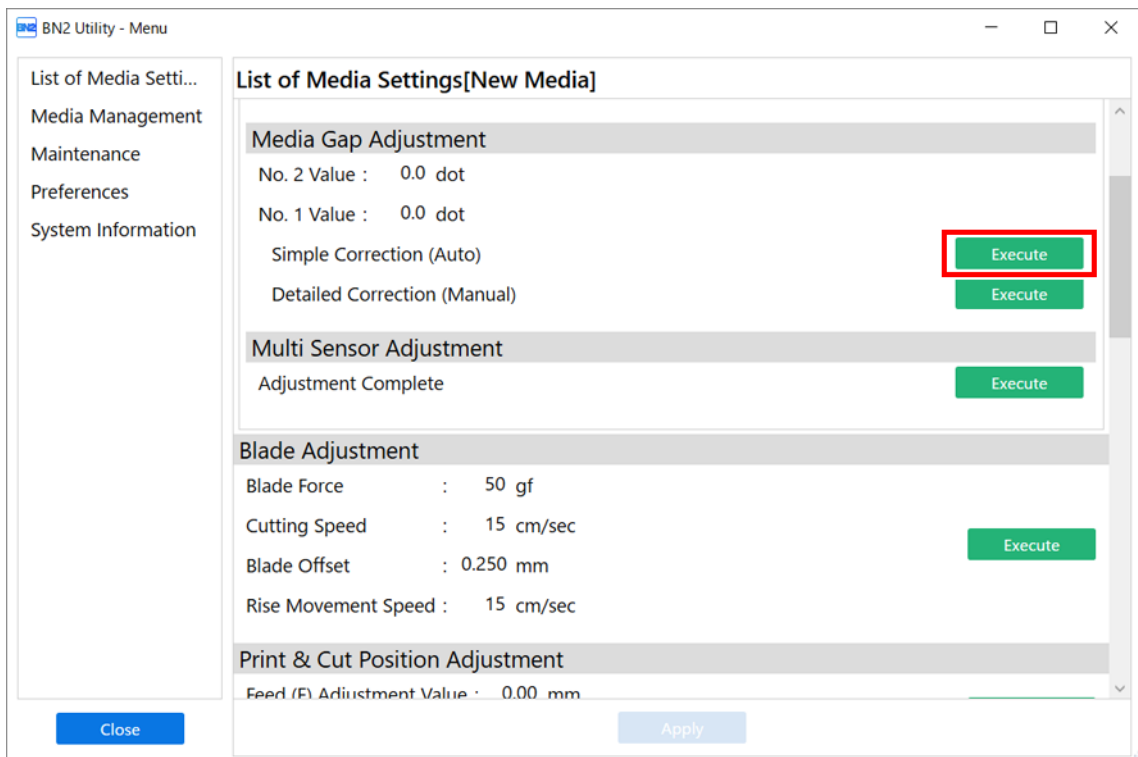 BN2 BN2 Utility - Menu
List of Media Setti...
Media Management
Maintenance
Preferences
System Information
Close
List of Media Settings[New Media]
Media Gap Adjustment
No. 2 Value : 0.0 dot
No. 1 Value : 0.0 dot
Simple Correction (Auto) Execute
Detailed Correction (Manual) Execute
Multi Sensor Adjustment
Adjustment Complete Execute
Blade Adjustment
Blade Force : 50 gf
Cutting Speed : 15 cm/sec
Execute
Blade Offset : 0.250 mm
Rise Movement Speed : 15 cm/sec
Print & Cut Position Adjustment
Feed (F) Adjustment Value : 0.00 mm
Apply